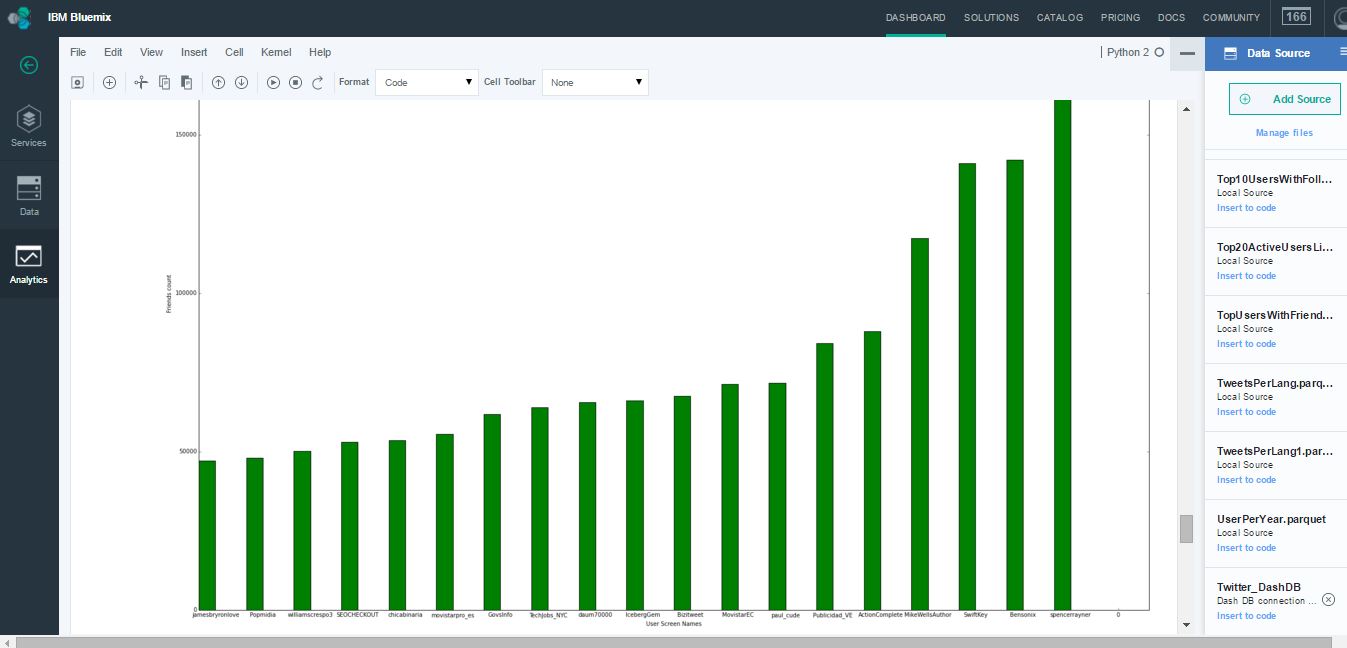 IBM Bluemix
DASHBOARD SOLUTIONS CATALOG PRICING DOCS COMMUNITY 166
File Edit View Insert Cell Kernel Help
Python 2
Data Source
Format Code Cell Toolbar None
Add Source
Manage files
Services
Data
Analytics
150000
100000
50000
0
Friends count
jamesbryronlove Popmidia williamscrespo3 SEOCHECKOUT chicabinaria movistarpro_es GovsInfo TechJobs_NYC daum70000 IcebergGem Bizitweet MovistarEC paul_cude Publicidad_VE ActionComplete MikeWellsAuthor SwiftKey Bensonix spencerrayner 0
User Screen Names
Top10UsersWithFoll...
Local Source
Insert to code
Top20ActiveUsersLi...
Local Source
Insert to code
TopUsersWithFriend...
Local Source
Insert to code
TweetsPerLang.parq...
Local Source
Insert to code
TweetsPerLang1.par...
Local Source
Insert to code
UserPerYear.parquet
Local Source
Insert to code
Twitter_DashDB
Dash DB connection ...
Insert to code